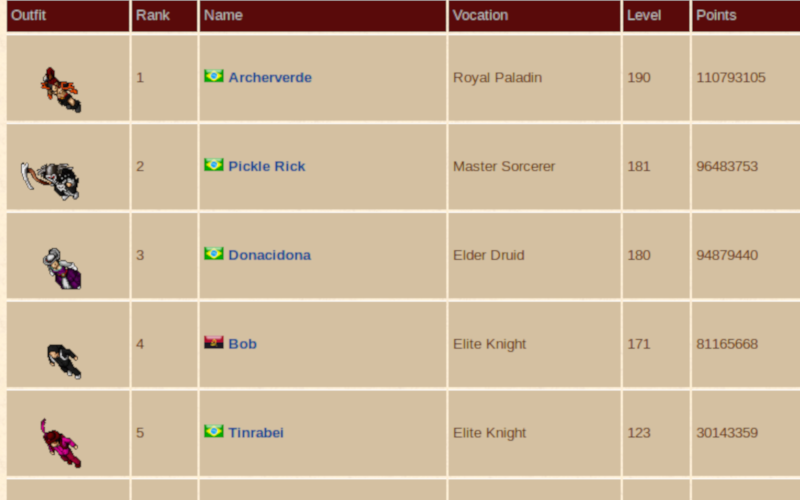 Outfit Rank Name Vocation Level Points
1 Archerverde Royal Paladin 190 110793105
2 Pickle Rick Master Sorcerer 181 96483753
3 Donacidona Elder Druid 180 94879440
4 Bob Elite Knight 171 81165668
5 Tinrabei Elite Knight 123 30143359